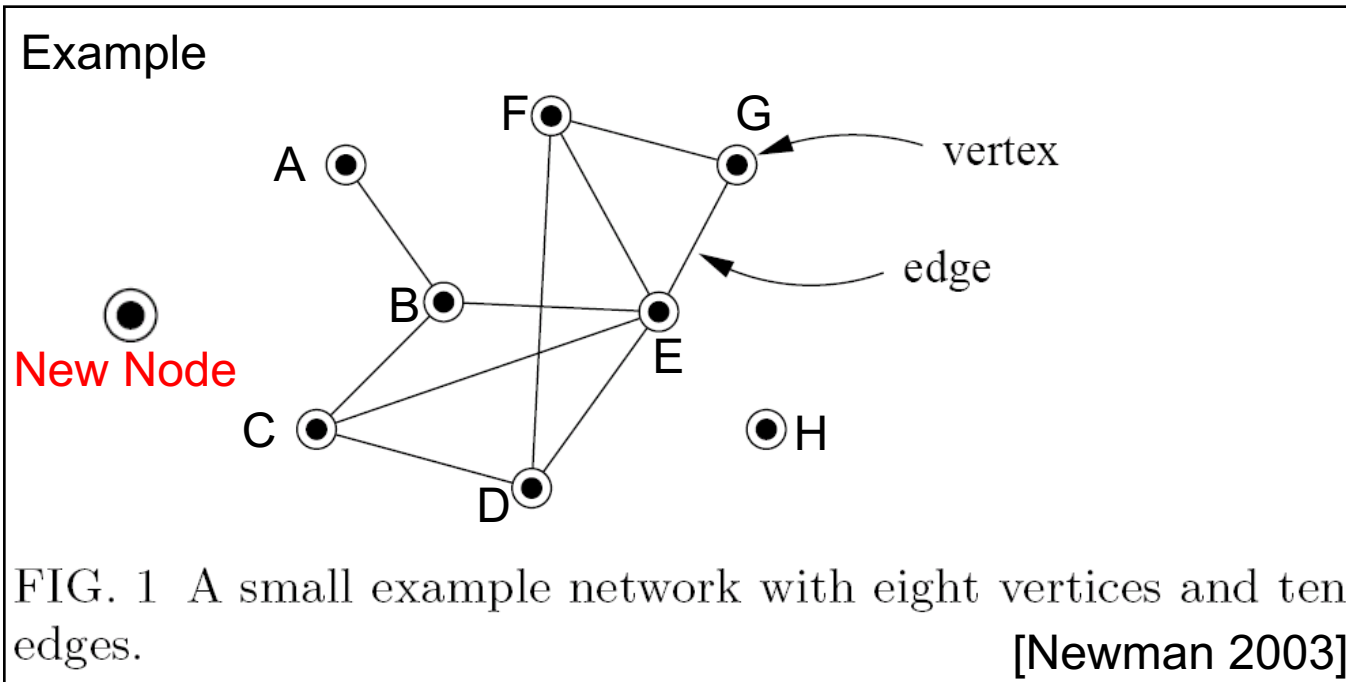 Example
F
G
vertex
A
edge
B
E
New Node
C
H
D
FIG. 1 A small example network with eight vertices and ten
edges.
[Newman 2003]